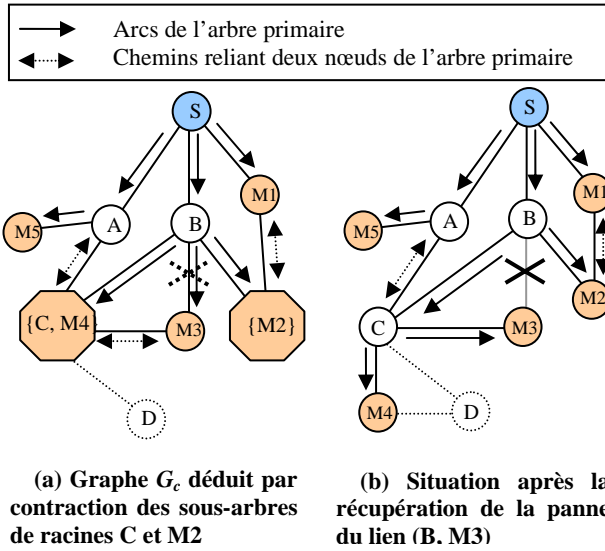 Arcs de l'arbre primaire
Chemins reliant deux nœuds de l'arbre primaire
S
M1
M5
A
B
{C, M4}
M3
{M2}
D
S
M1
M5
A
B
M2
C
M3
M4
D
(a) Graphe Gc déduit par
contraction des sous-arbres
de racines C et M2
(b) Situation après la
récupération de la panne
du lien (B, M3)